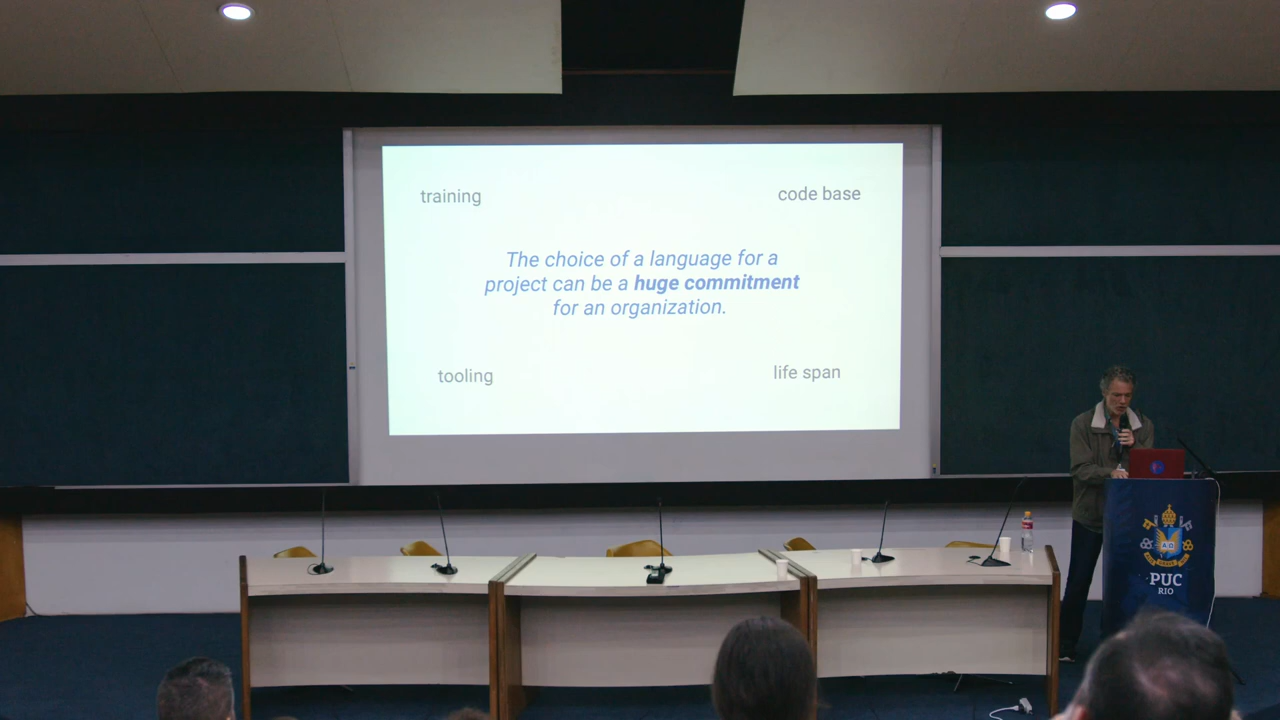 training
code base
The choice of a language for a
project can be a huge commitment
for an organization.
tooling
life span
PUC
RIO